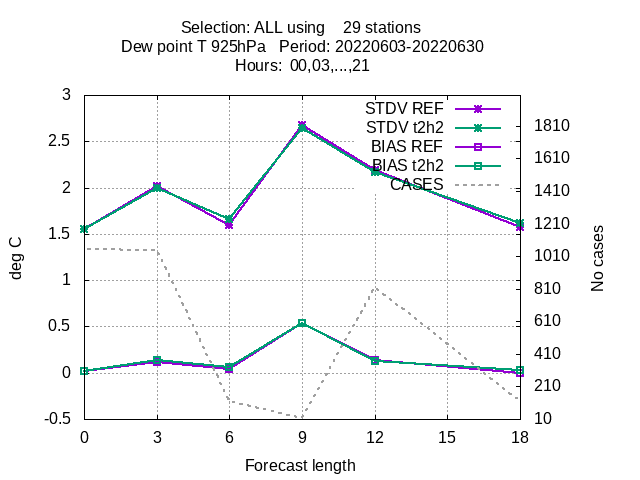 Selection: ALL using 29 stations
Dew point T 925hPa Period: 20220603-20220630
Hours: 00,03,...,21
3
2.5
2
1.5
1
0.5
0
-0.5
deg C
STDV REF
STDV t2h2
BIAS REF
BIAS t2h2
CASES
1810
1610
1410
1210
1010
810
610
410
210
10
No cases
0 3 6 9 12 15 18
Forecast length